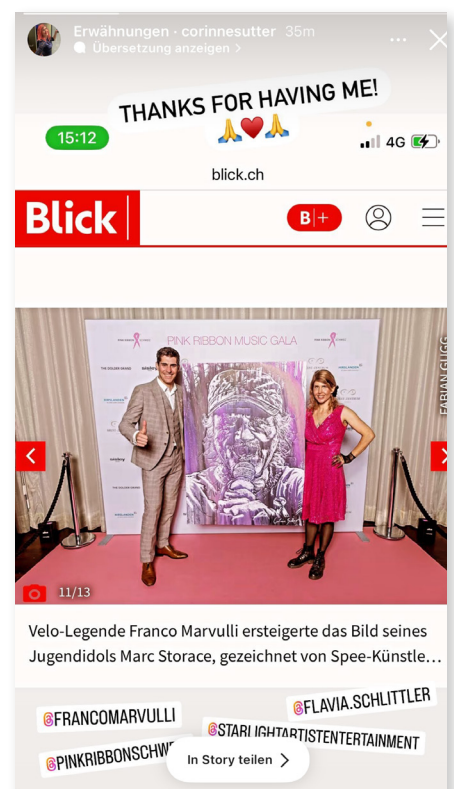 Erwähnungen · corinnesutter 35m
Übersetzung anzeigen
THANKS FOR HAVING ME!
15:12
4G
blick.ch
Blick
B+
PINK RIBBON MUSIC GALA
FABIAN GUGG
11/13
Velo-Legende Franco Marvulli ersteigerte das Bild seines
Jugendidols Marc Storace, gezeichnet von Spee-Künstle...
@FRANCOMARVULLI
@FLAVIA.SCHLITTLER
@STARLIGHTARTISTENTERTAINMENT
@PINKRIBBONSCHW
In Story teilen